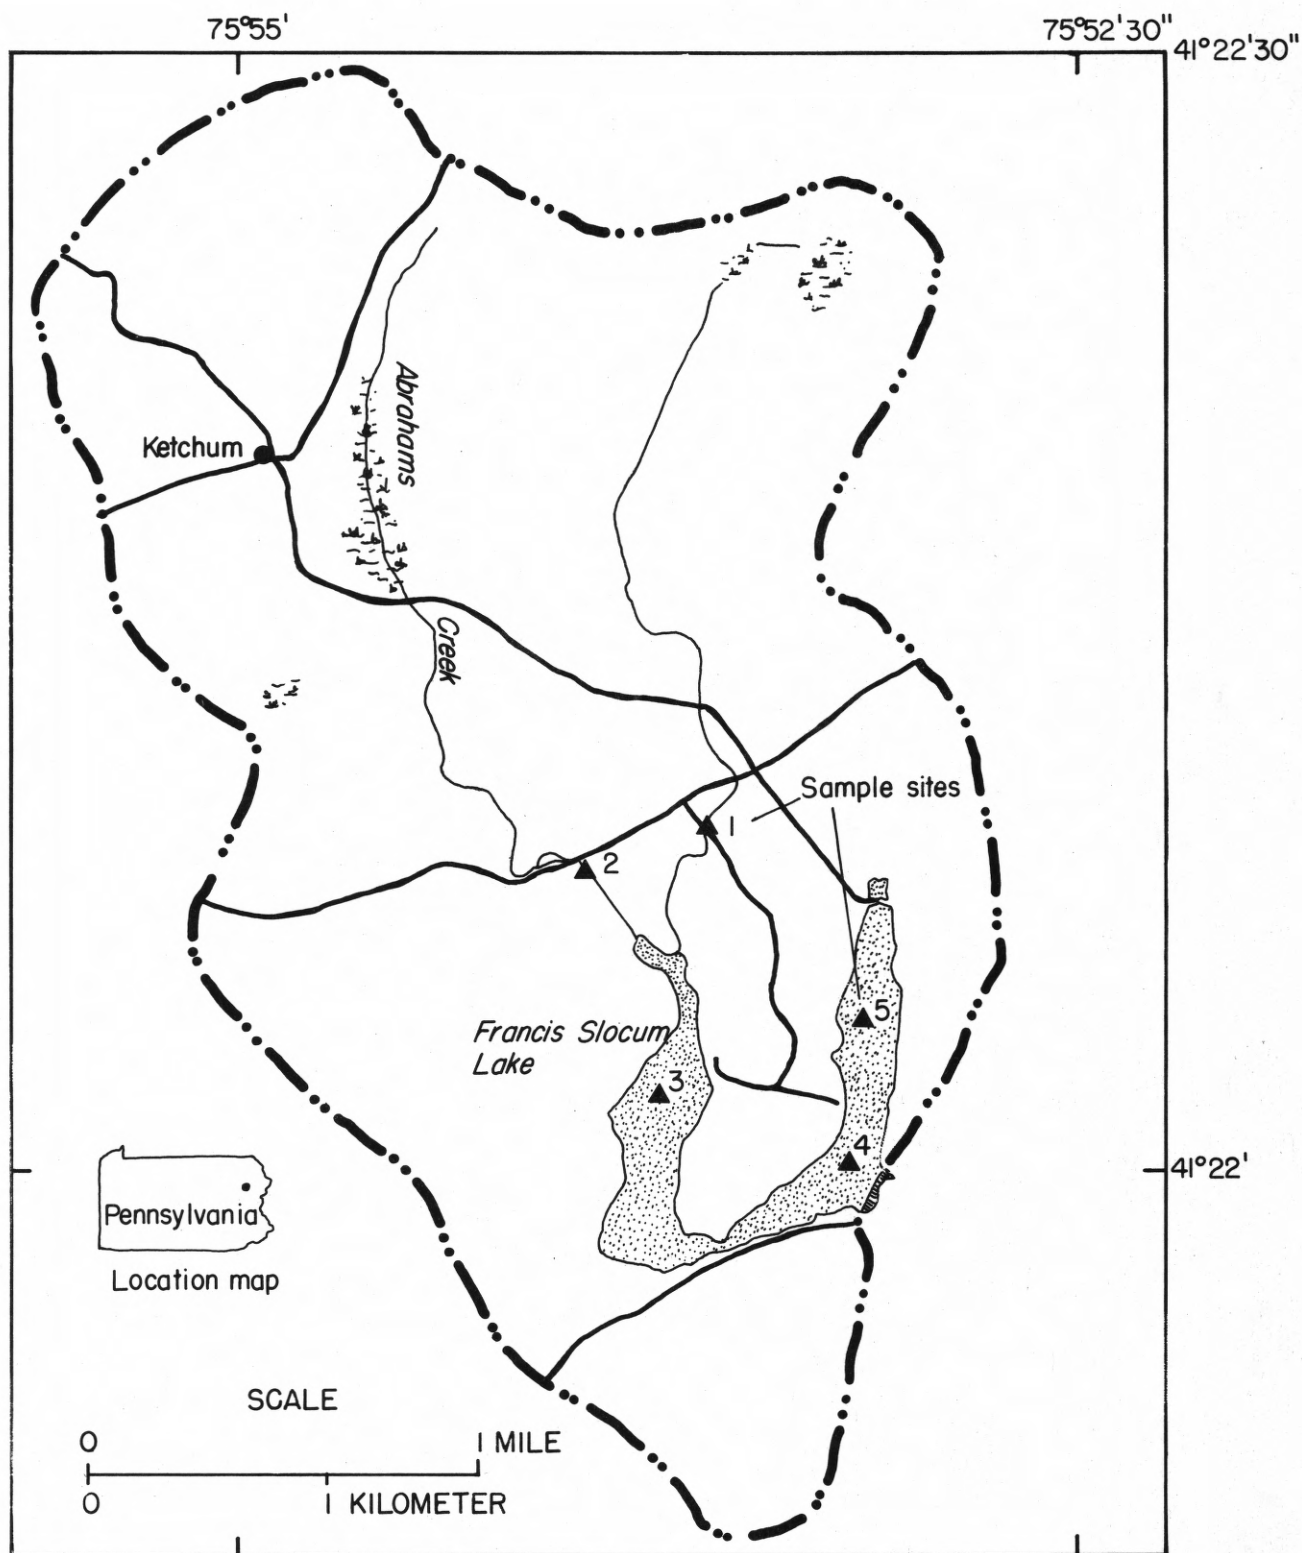 75°55'
75°52'30"
41°22'30"
Abrahams
Ketchum
Creek
Sample sites
1
2
5
Francis Slocum
Lake
3
4
41°22'
Pennsylvania
Location map
SCALE
0 1 MILE
0 1 KILOMETER